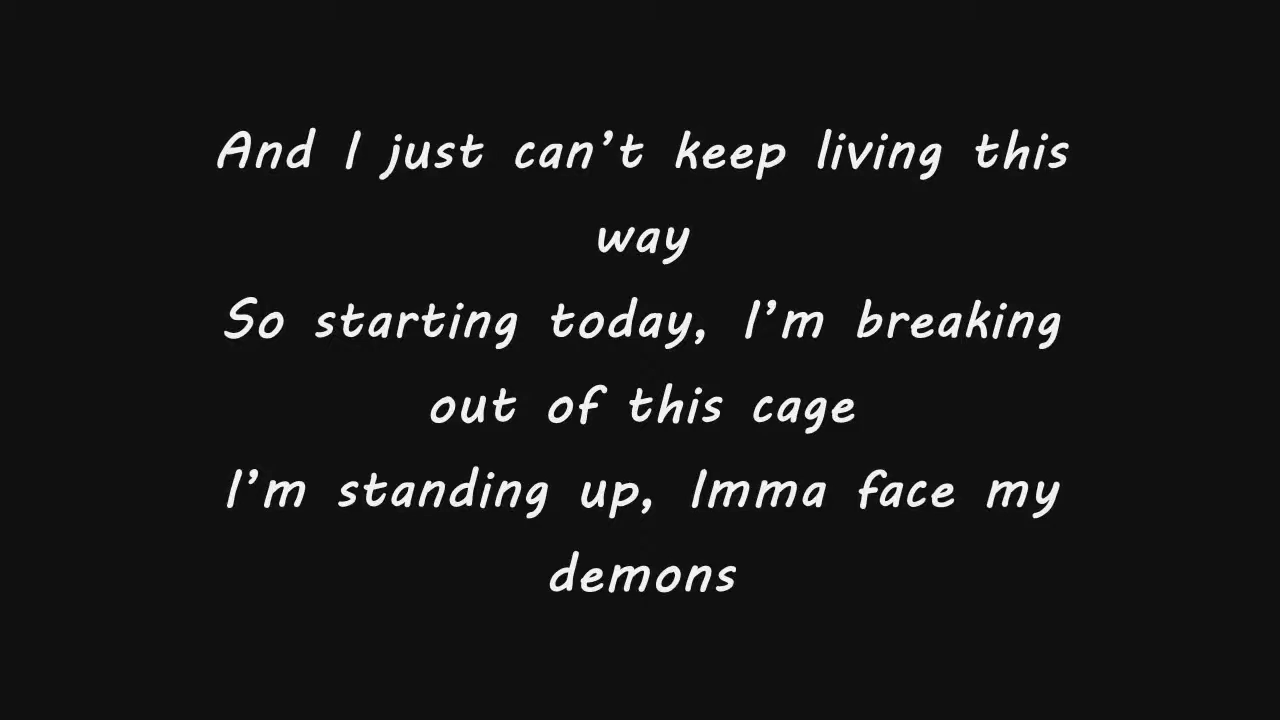 And I just can't keep living this
way
So starting today, I'm breaking
out of this cage
I'm standing up, Imma face my
demons